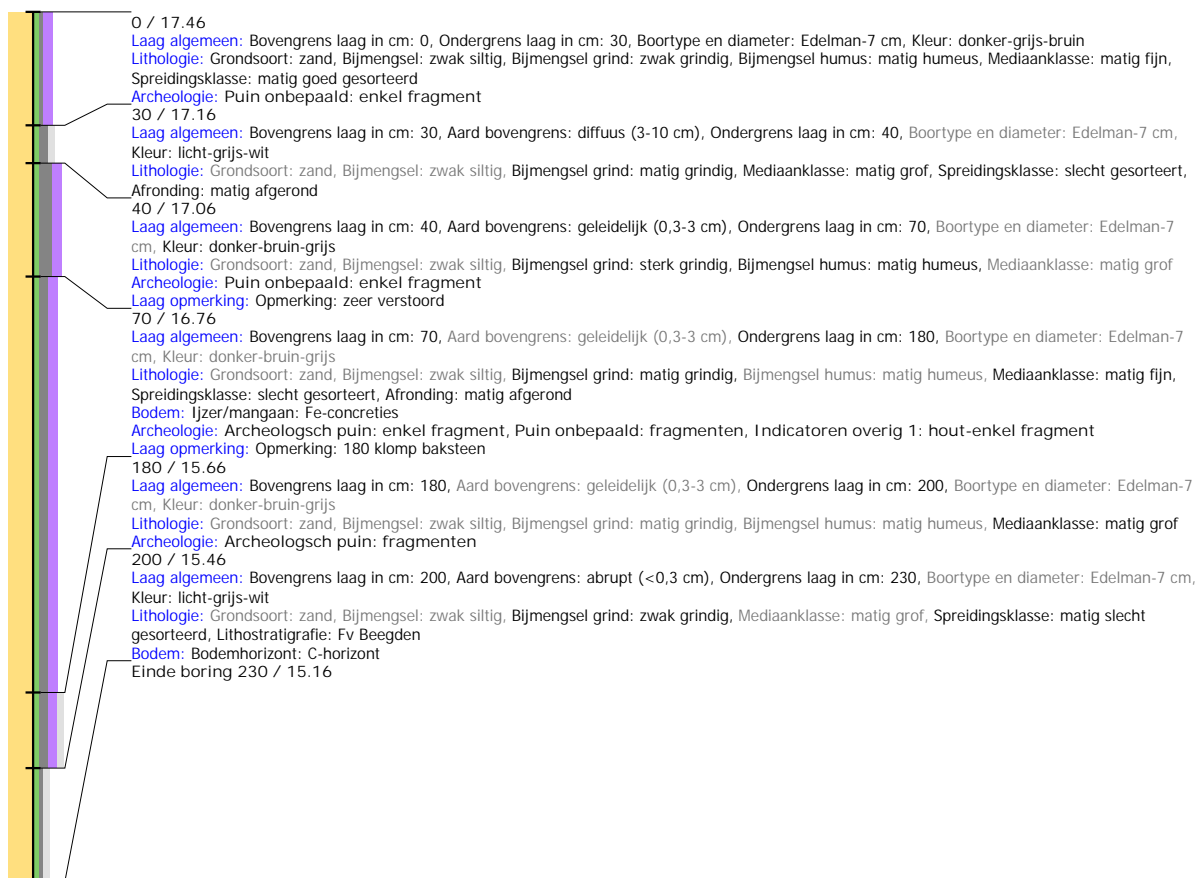 0 / 17.46
Laag algemeen: Bovengrens laag in cm: 0, Ondergrens laag in cm: 30, Boortype en diameter: Edelman-7 cm, Kleur: donker-grijs-bruin
Lithologie: Grondsoort: zand, Bijmengsel: zwak siltig, Bijmengsel grind: zwak grindig, Bijmengsel humus: matig humeus, Mediaanklasse: matig fijn,
Spreidingsklasse: matig goed gesorteerd
Archeologie: Puin onbepaald: enkel fragment
30 / 17.16
Laag algemeen: Bovengrens laag in cm: 30, Aard bovengrens: diffuus (3-10 cm), Ondergrens laag in cm: 40, Boortype en diameter: Edelman-7 cm,
Kleur: licht-grijs-wit
Lithologie: Grondsoort: zand, Bijmengsel: zwak siltig, Bijmengsel grind: matig grindig, Mediaanklasse: matig grof, Spreidingsklasse: slecht gesorteerd,
Afronding: matig afgerond
40 / 17.06
Laag algemeen: Bovengrens laag in cm: 40, Aard bovengrens: geleidelijk (0,3-3 cm), Ondergrens laag in cm: 70, Boortype en diameter: Edelman-7
cm, Kleur: donker-bruin-grijs
Lithologie: Grondsoort: zand, Bijmengsel: zwak siltig, Bijmengsel grind: sterk grindig, Bijmengsel humus: matig humeus, Mediaanklasse: matig grof
Archeologie: Puin onbepaald: enkel fragment
Laag opmerking: Opmerking: zeer verstoord
70 / 16.76
Laag algemeen: Bovengrens laag in cm: 70, Aard bovengrens: geleidelijk (0,3-3 cm), Ondergrens laag in cm: 180, Boortype en diameter: Edelman-7
cm, Kleur: donker-bruin-grijs
Lithologie: Grondsoort: zand, Bijmengsel: zwak siltig, Bijmengsel grind: matig grindig, Bijmengsel humus: matig humeus, Mediaanklasse: matig fijn,
Spreidingsklasse: slecht gesorteerd, Afronding: matig afgerond
Bodem: Ijzer/mangaan: Fe-concreties
Archeologie: Archeologsch puin: enkel fragment, Puin onbepaald: fragmenten, Indicatoren overig 1: hout-enkel fragment
Laag opmerking: Opmerking: 180 klomp baksteen
180 / 15.66
Laag algemeen: Bovengrens laag in cm: 180, Aard bovengrens: geleidelijk (0,3-3 cm), Ondergrens laag in cm: 200, Boortype en diameter: Edelman-7
cm, Kleur: donker-bruin-grijs
Lithologie: Grondsoort: zand, Bijmengsel: zwak siltig, Bijmengsel grind: matig grindig, Bijmengsel humus: matig humeus, Mediaanklasse: matig grof
Archeologie: Archeologsch puin: fragmenten
200 / 15.46
Laag algemeen: Bovengrens laag in cm: 200, Aard bovengrens: abrupt (<0,3 cm), Ondergrens laag in cm: 230, Boortype en diameter: Edelman-7 cm,
Kleur: licht-grijs-wit
Lithologie: Grondsoort: zand, Bijmengsel: zwak siltig, Bijmengsel grind: zwak grindig, Mediaanklasse: matig grof, Spreidingsklasse: matig slecht
gesorteerd, Lithostratigrafie: Fv Beegden
Bodem: Bodemhorizont: C-horizont
Einde boring 230 / 15.16